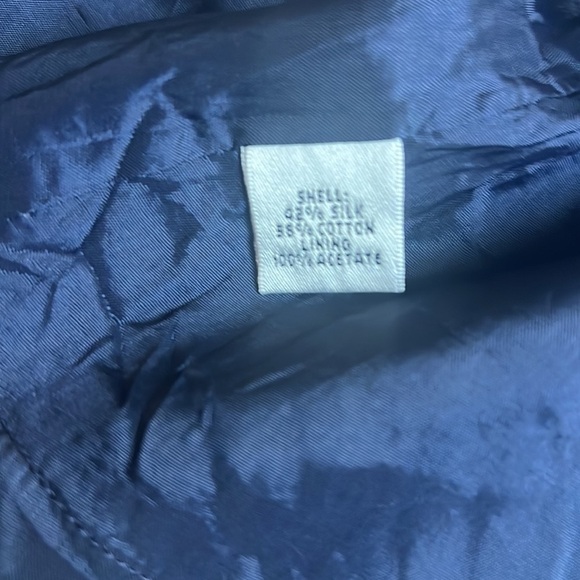 SHELL:
42% SILK
58% COTTON
LINING
100% ACETATE